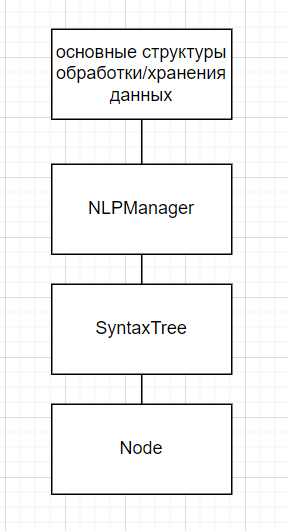 основные структуры
обработки/хранения
данных
NLPManager
SyntaxTree
Node